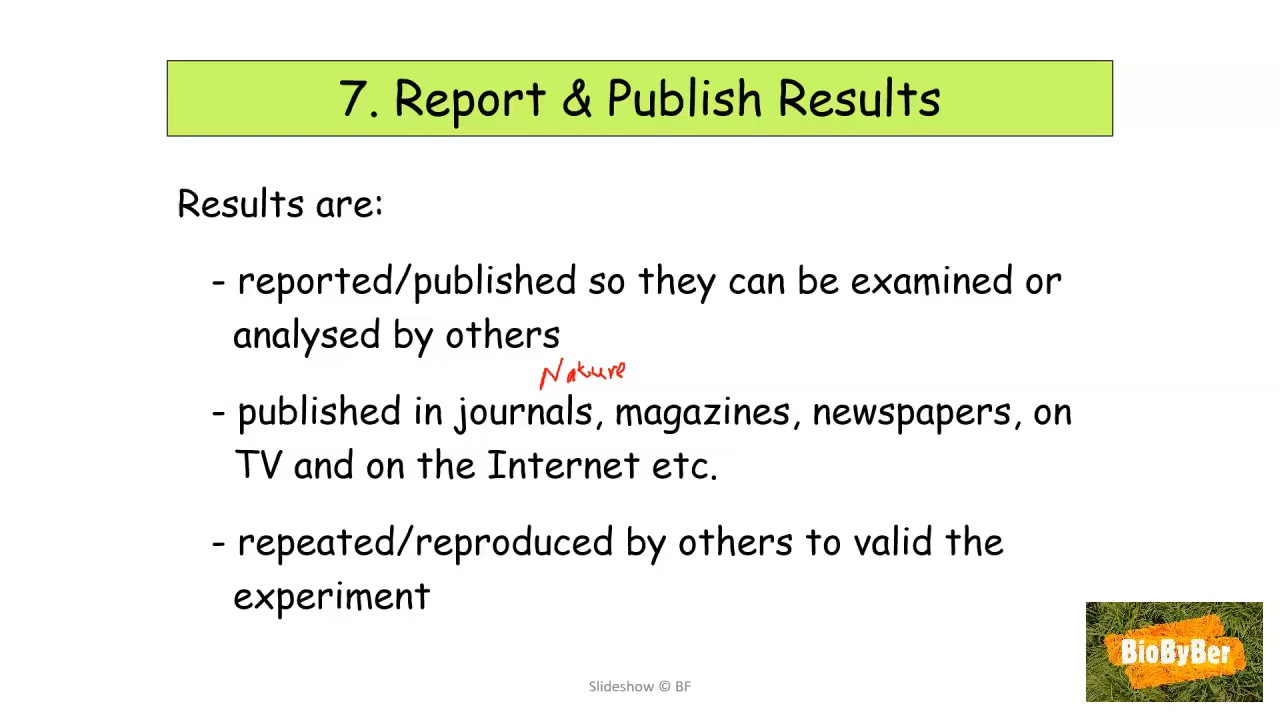 7. Report & Publish Results
Results are:
- reported/published so they can be examined or
analysed by others
Nature
- published in journals, magazines, newspapers, on
TV and on the Internet etc.
- repeated/reproduced by others to valid the
experiment
BioByBer
Slideshow © BF